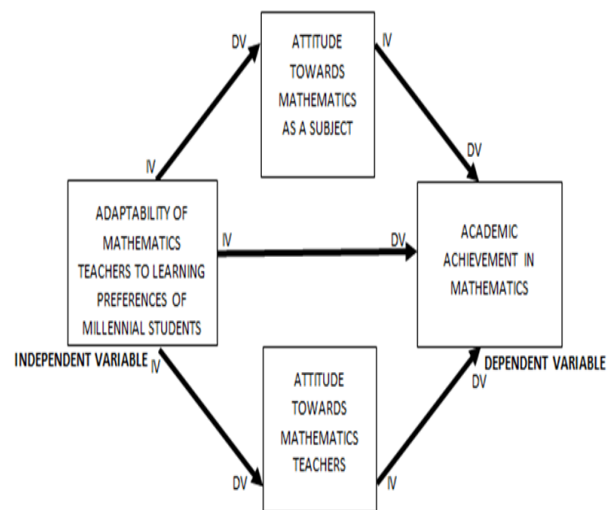 DV
ATTITUDE
TOWARDS
MATHEMATICS
AS A SUBJECT
IV
IV
DV
ADAPTABILITY OF
MATHEMATICS
TEACHERS TO LEARNING
PREFERENCES OF
MILLENNIAL STUDENTS
IV
DV
ACADEMIC
ACHIEVEMENT IN
MATHEMATICS
INDEPENDENT VARIABLE
IV
DEPENDENT VARIABLE
DV
ATTITUDE
TOWARDS
MATHEMATICS
TEACHERS
DV
IV